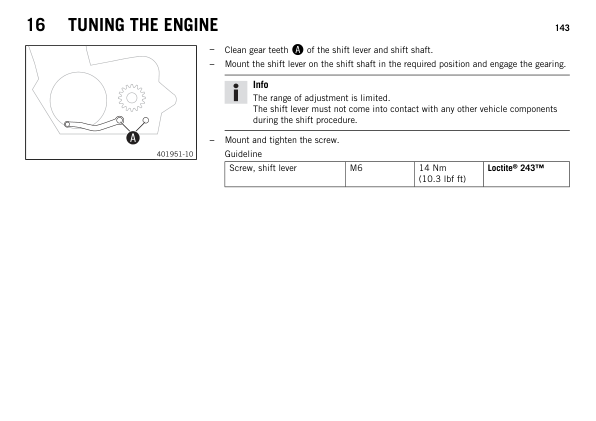 16 TUNING THE ENGINE 143
– Clean gear teeth A of the shift lever and shift shaft.
– Mount the shift lever on the shift shaft in the required position and engage the gearing.
Info
The range of adjustment is limited.
The shift lever must not come into contact with any other vehicle components
during the shift procedure.
A
401951-10
– Mount and tighten the screw.
Guideline
Screw, shift lever M6 14 Nm Loctite® 243™
(10.3 lbf ft)